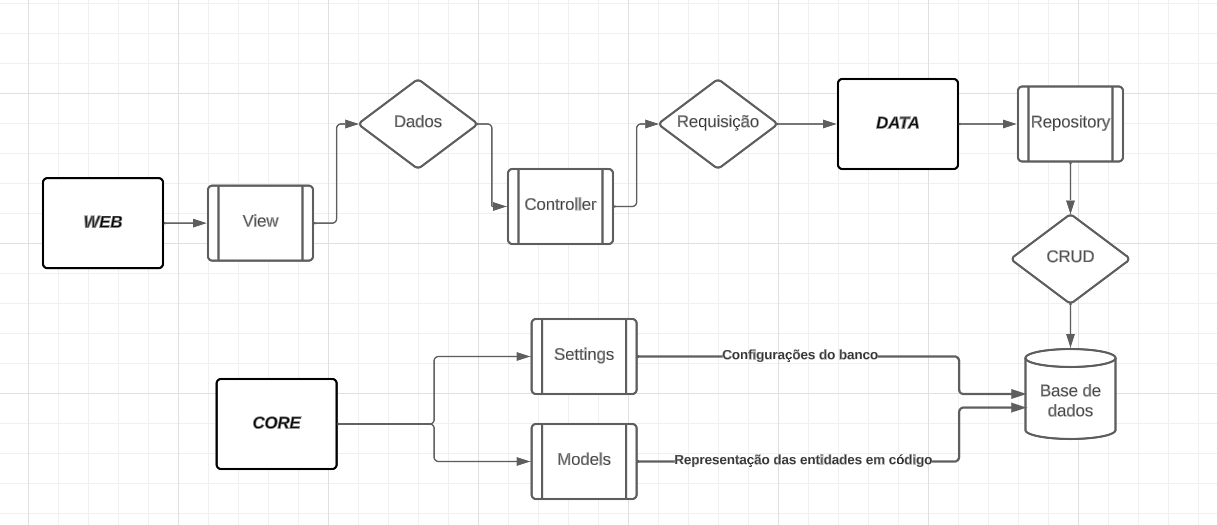 WEB
View
Dados
Controller
Requisição
DATA
Repository
CRUD
Base de
dados
CORE
Settings
Configurações do banco
Models
Representação das entidades em código